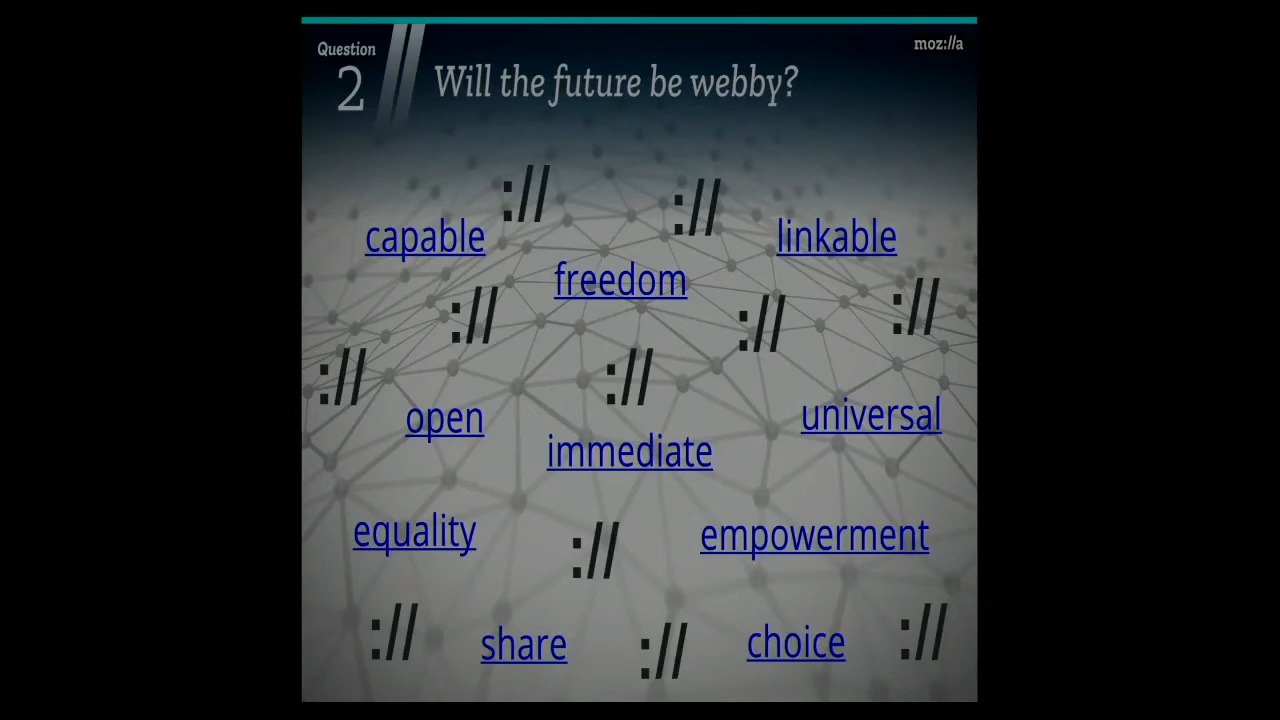 Question
2
Will the future be webby?
moz://a
://
://
capable
linkable
freedom
://
://
://
://
://
open
universal
immediate
equality
://
empowerment
://
share
://
choice
://